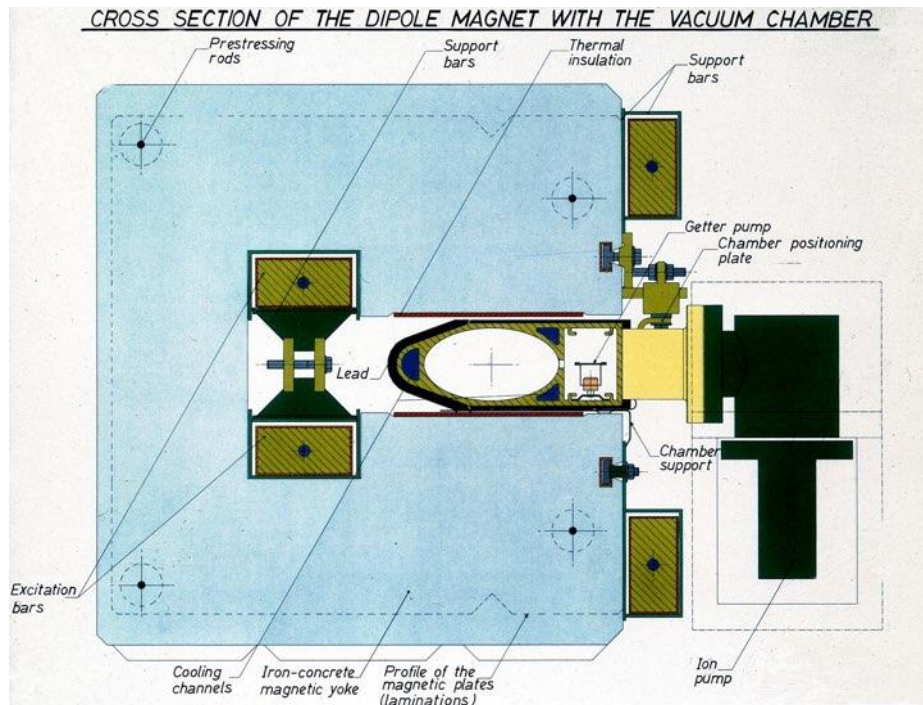 CROSS SECTION OF THE DIPOLE MAGNET WITH THE VACUUM CHAMBER
Prestressing
rods
Support
bars
Thermal
insulation
Support
bars
Getter pump
Chamber positioning
plate
Lead
Chamber
support
Excitation
bars
Cooling
channels
Iron-concrete
magnetic yoke
Profile of the
magnetic plates
(laminations)
Ion
pump